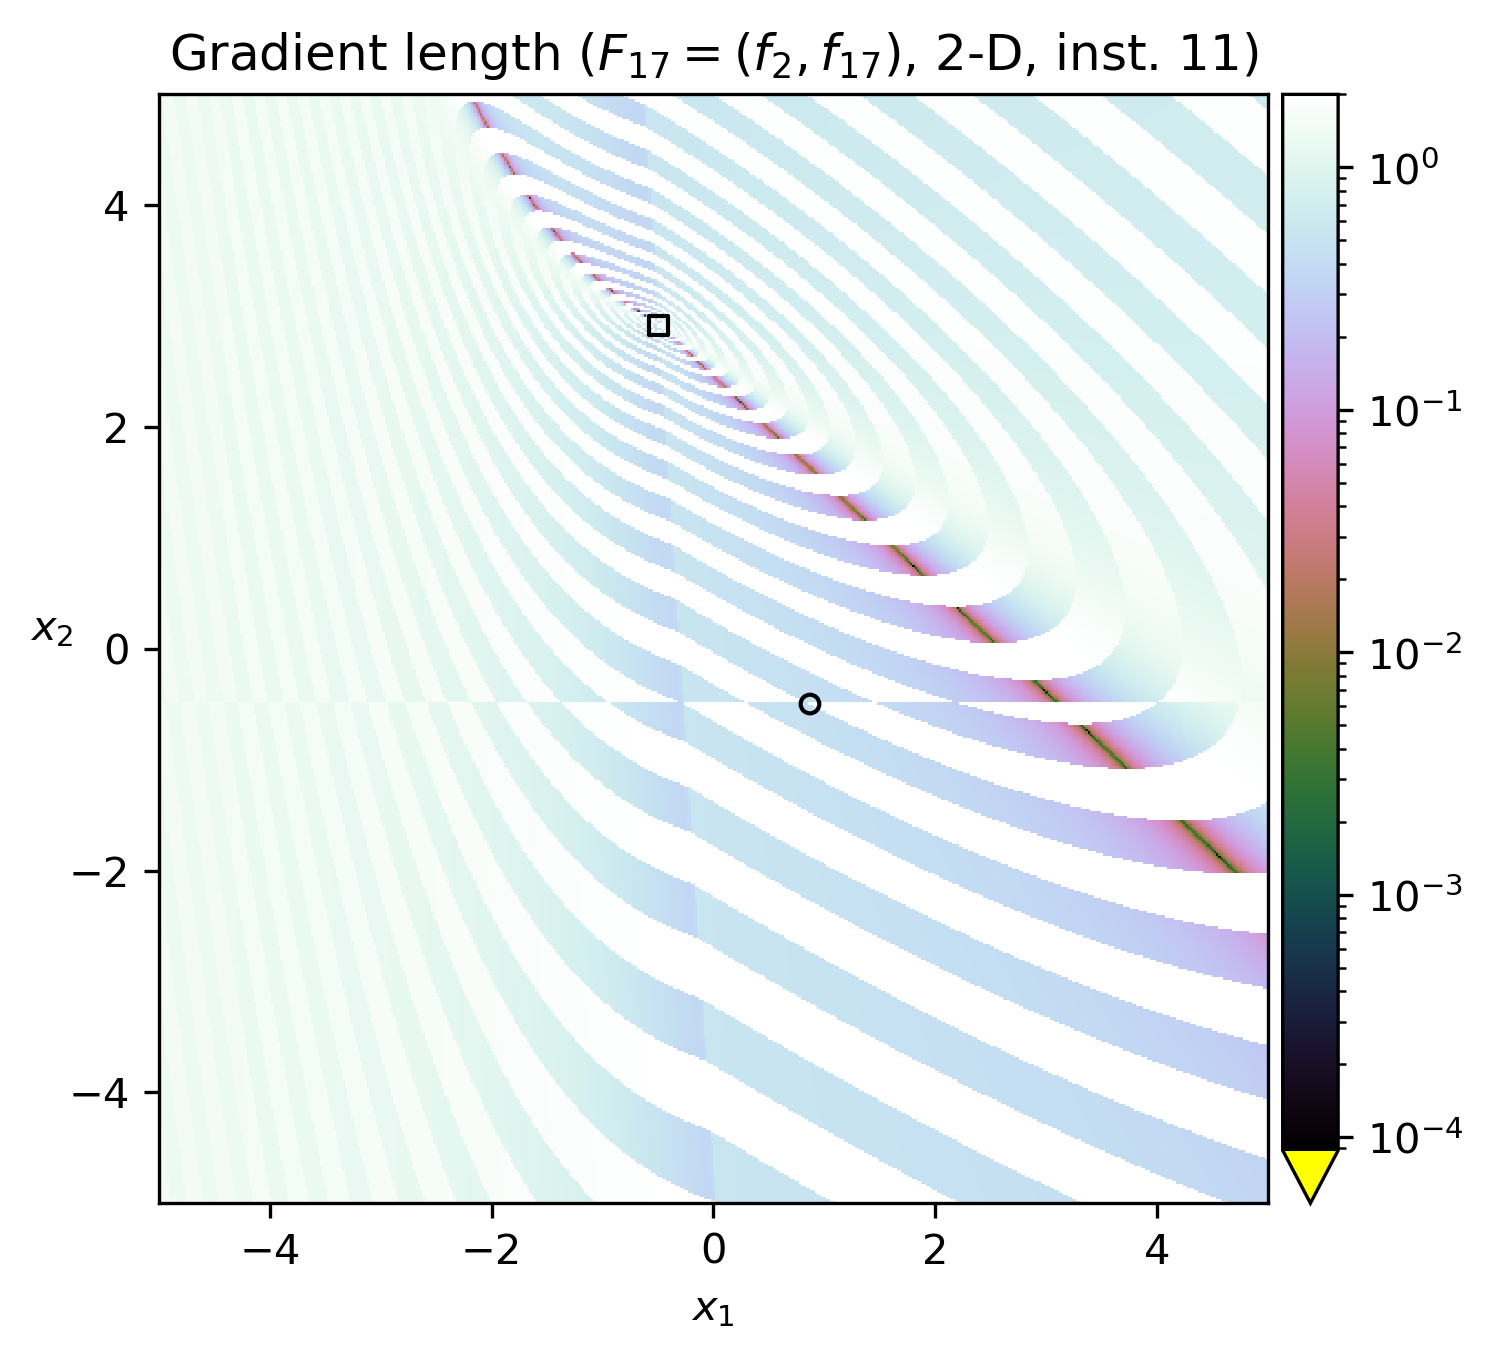 Gradient length (F₁₇ = (f₂, f₁₇), 2-D, inst. 11)
4
2
0
−2
−4
x₂
−4 −2 0 2 4
x₁
10⁰
10⁻¹
10⁻²
10⁻³
10⁻⁴